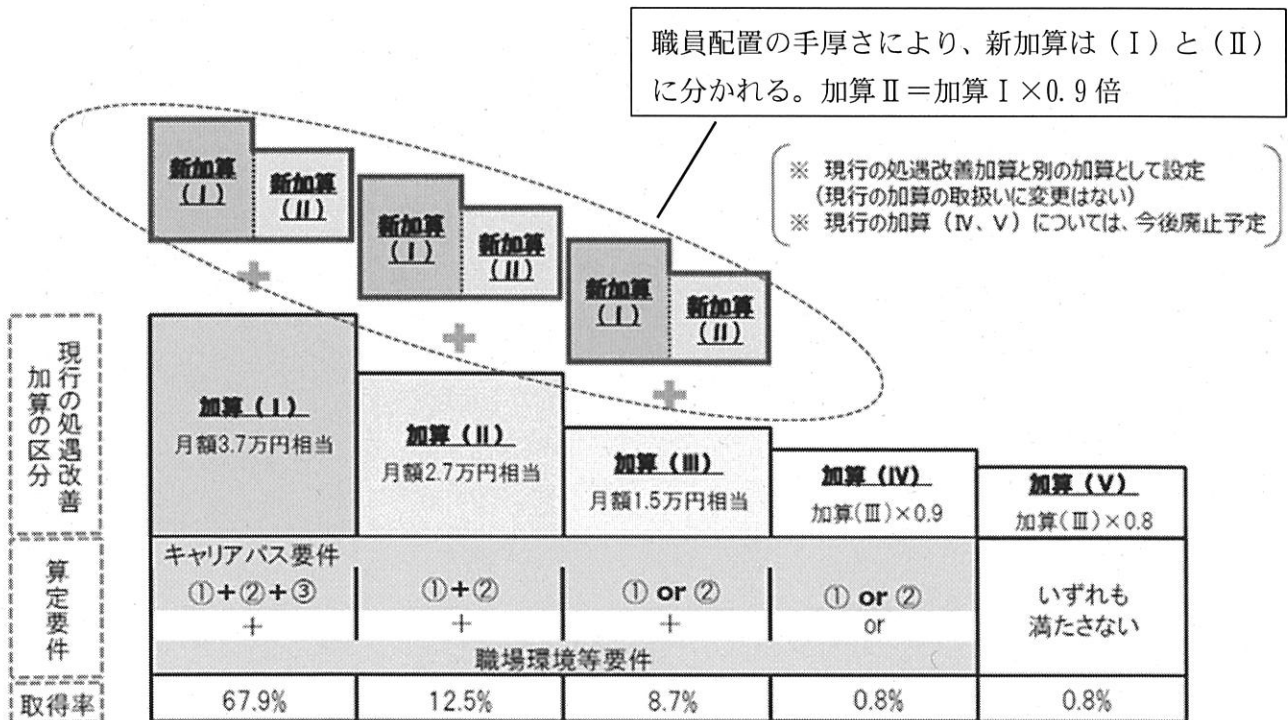 職員配置の手厚さにより、新加算は（Ⅰ）と（Ⅱ）
に分かれる。加算Ⅱ＝加算Ⅰ×0.9倍
※ 現行の処遇改善加算と別の加算として設定
(現行の加算の取扱いに変更はない)
※ 現行の加算（Ⅳ、Ⅴ）については、今後廃止予定
新加算
(Ⅰ)
新加算
(Ⅱ)
新加算
(Ⅰ)
新加算
(Ⅱ)
新加算
(Ⅰ)
新加算
(Ⅱ)
+
+
+
現行の処遇改善
加算の区分
加算（Ⅰ）
月額3.7万円相当
加算（Ⅱ）
月額2.7万円相当
加算（Ⅲ）
月額1.5万円相当
加算（Ⅳ）
加算(Ⅲ)×0.9
加算（Ⅴ）
加算(Ⅲ)×0.8
算定要件
キャリアパス要件
①+②+③
①+②
① or ②
① or ②
+
+
+
or
職場環境等要件
いずれも
満たさない
取得率
67.9%
12.5%
8.7%
0.8%
0.8%